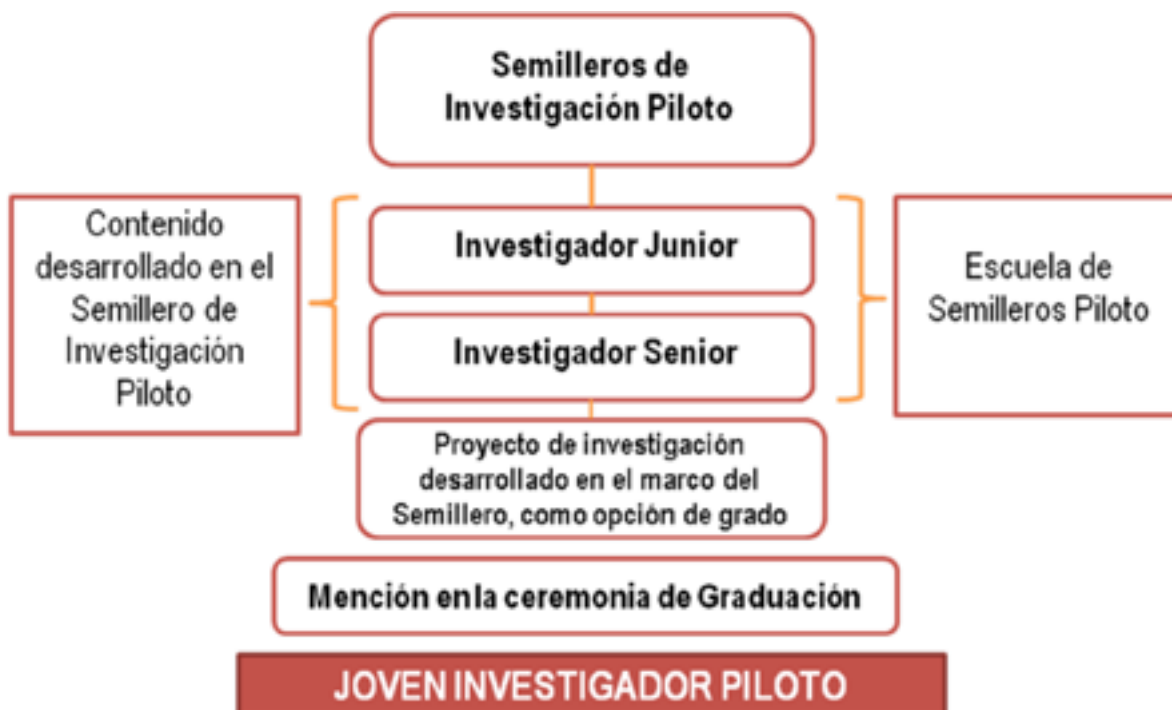 Semilleros de
Investigación Piloto
Contenido
desarrollado en el
Semillero de
Investigación
Piloto
Investigador Junior
Investigador Senior
Escuela de
Semilleros Piloto
Proyecto de investigación
desarrollado en el marco del
Semillero, como opción de grado
Mención en la ceremonia de Graduación
JOVEN INVESTIGADOR PILOTO